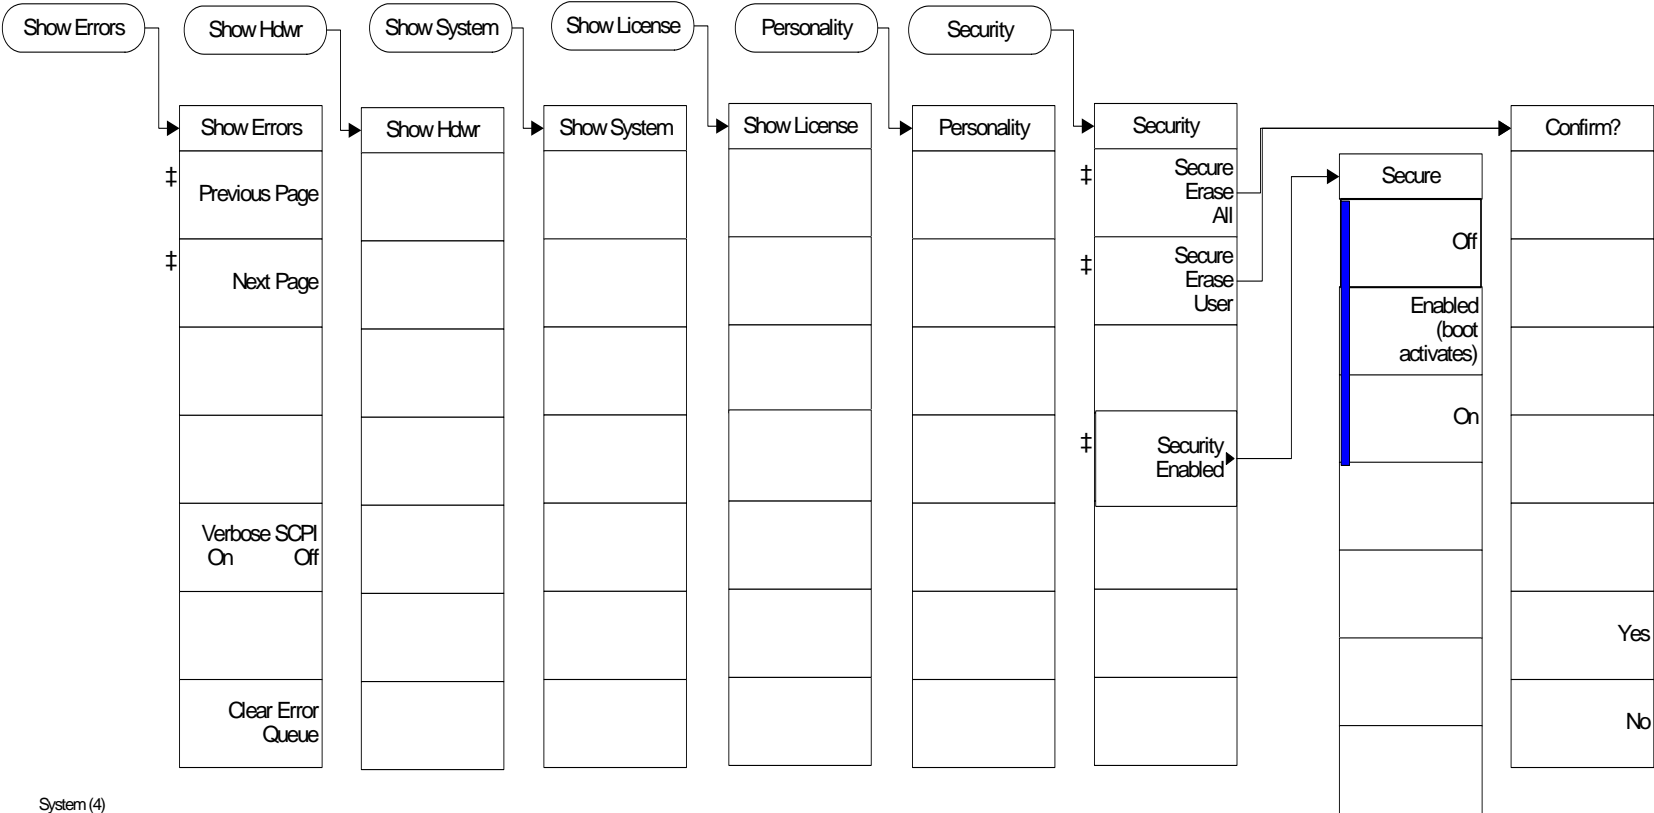 Show Errors
Show Hdwr
Show System
Show License
Personality
Security
Show Errors
‡
Previous Page
‡
Next Page
Verbose SCPI
On Off
Clear Error
Queue
Show Hdwr
Show System
Show License
Personality
Security
‡
Secure
Erase
All
‡
Secure
Erase
User
‡
Security
Enabled
Secure
Off
Enabled
(boot
activates)
On
Confirm?
Yes
No
System (4)